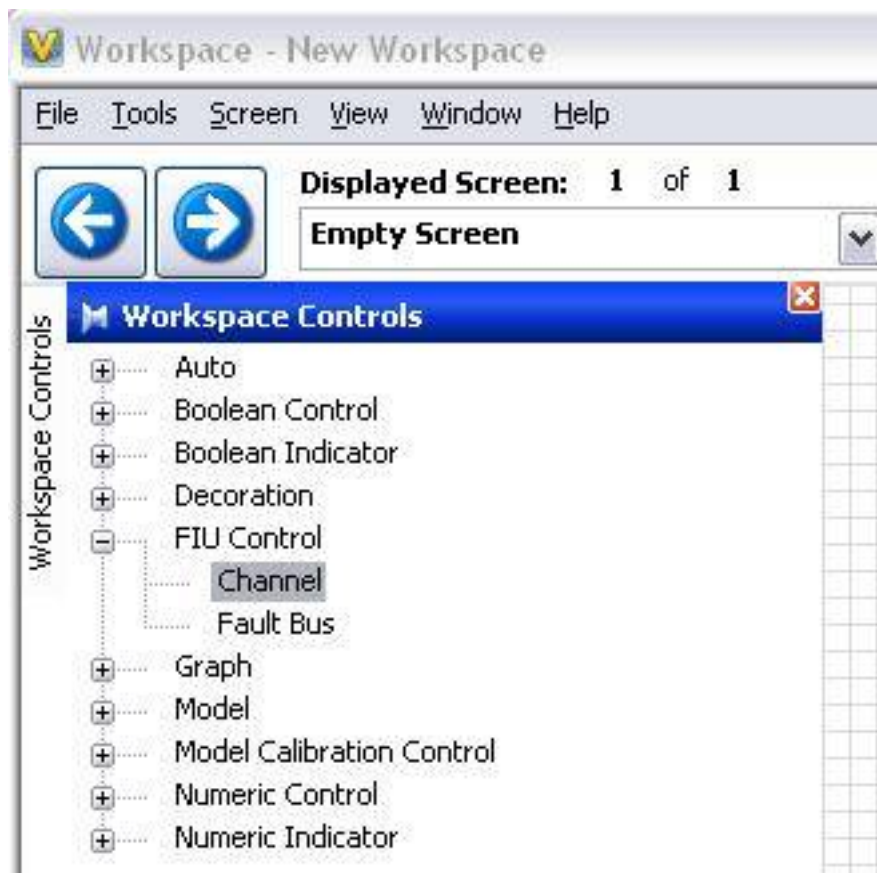 Workspace - New Workspace
File Tools Screen View Window Help
Displayed Screen: 1 of 1
Empty Screen
Workspace Controls
Workspace Controls
Auto
Boolean Control
Boolean Indicator
Decoration
FIU Control
Channel
Fault Bus
Graph
Model
Model Calibration Control
Numeric Control
Numeric Indicator